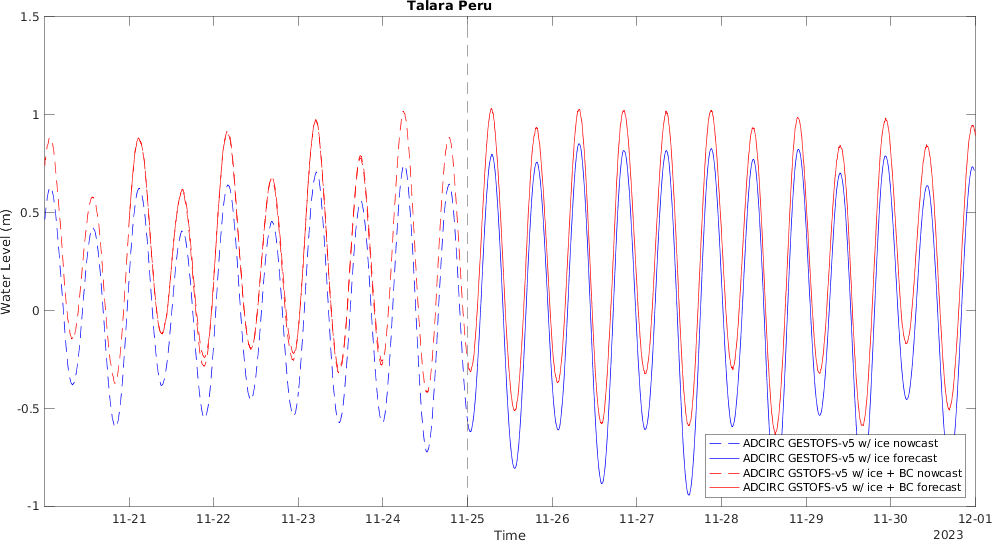 Talara Peru
1.5
1
0.5
0
-0.5
-1
Water Level (m)
11-21 11-22 11-23 11-24 11-25 11-26 11-27 11-28 11-29 11-30 12-01
Time
2023
ADCIRC GESTOFS-v5 w/ ice nowcast
ADCIRC GESTOFS-v5 w/ ice forecast
ADCIRC GSTOFS-v5 w/ ice + BC nowcast
ADCIRC GSTOFS-v5 w/ ice + BC forecast